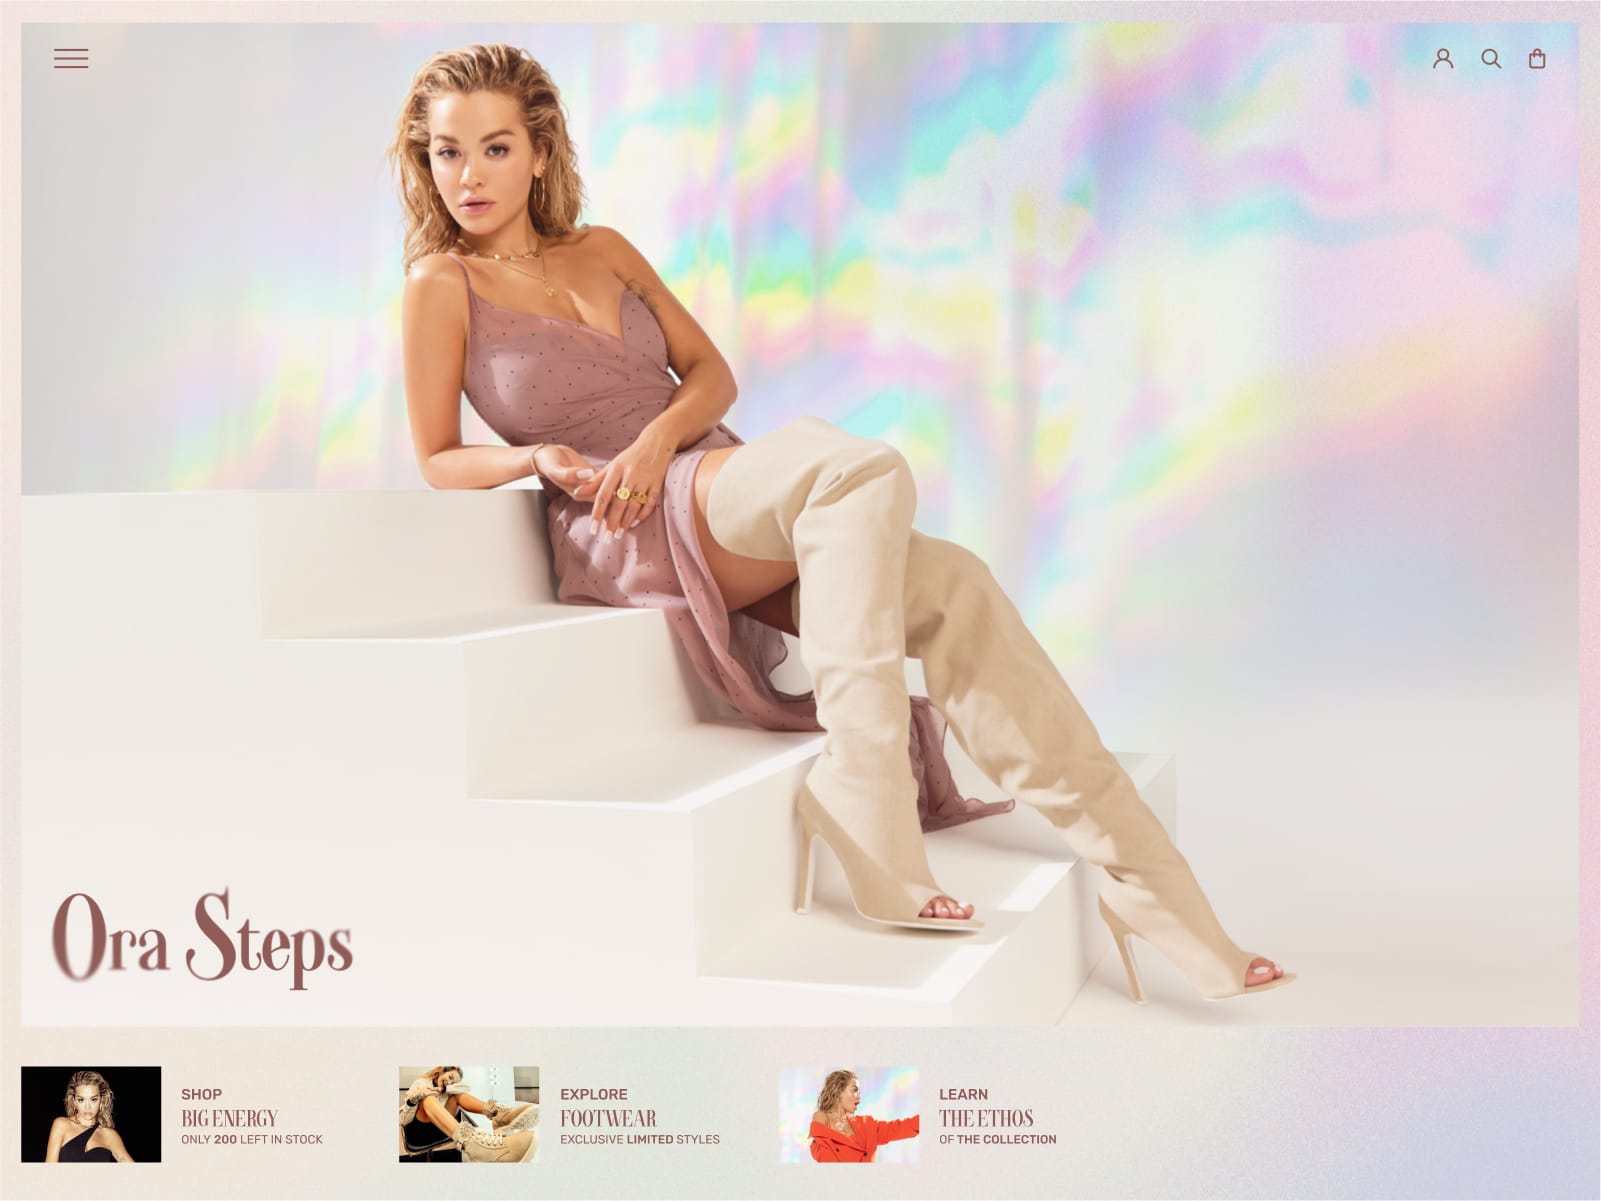 Ora Steps
SHOP
BIG ENERGY
ONLY 200 LEFT IN STOCK
EXPLORE
FOOTWEAR
EXCLUSIVE LIMITED STYLES
LEARN
THE ETHOS
OF THE COLLECTION